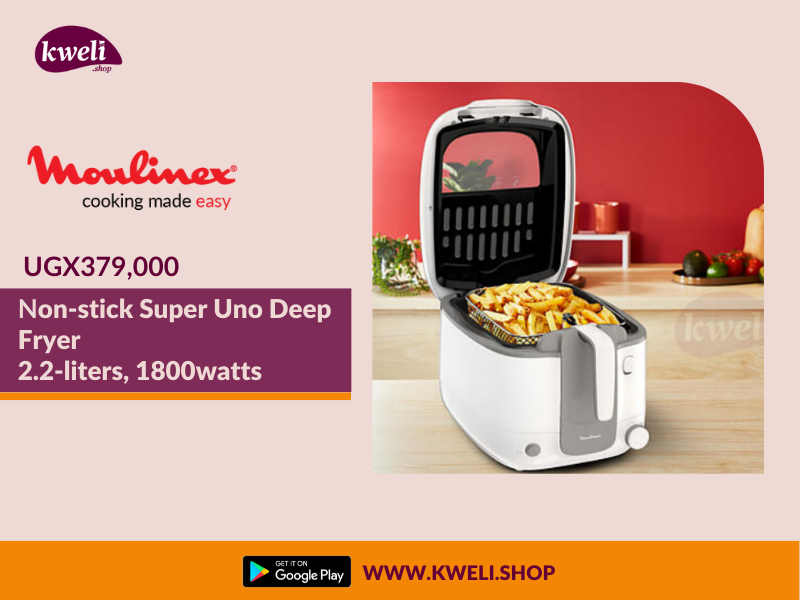 kweli
.shop
Moulinex®
cooking made easy
UGX379,000
Non-stick Super Uno Deep
Fryer
2.2-liters, 1800watts
kweli
Moulinex
GET IT ON
Google Play
WWW.KWELI.SHOP